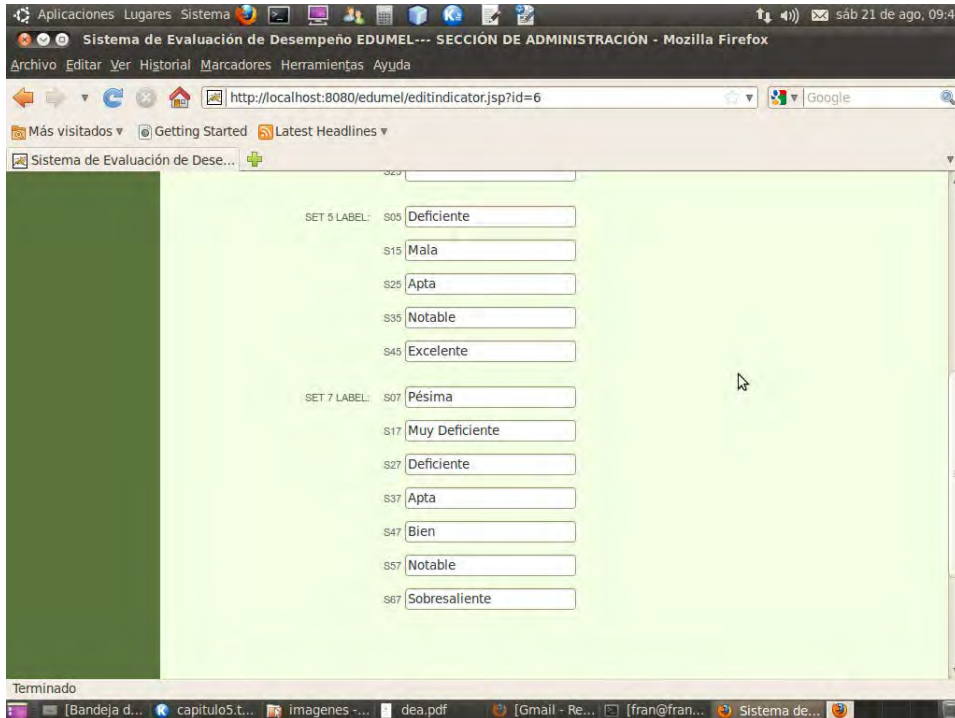 Aplicaciones Lugares Sistema sáb 21 de ago, 09:4
Sistema de Evaluación de Desempeño EDUMEL--- SECCIÓN DE ADMINISTRACIÓN - Mozilla Firefox
Archivo Editar Ver Historial Marcadores Herramientas Ayuda
http://localhost:8080/edumel/editindicator.jsp?id=6 Google
Más visitados Getting Started Latest Headlines
Sistema de Evaluación de Dese...
S25
SET 5 LABEL: S05 Deficiente
S15 Mala
S25 Apta
S35 Notable
S45 Excelente
SET 7 LABEL: S07 Pésima
S17 Muy Deficiente
S27 Deficiente
S37 Apta
S47 Bien
S57 Notable
S67 Sobresaliente
Terminado
[Bandeja d... capitulo5.t... imagenes -... dea.pdf [Gmail - Re... [fran@fran... Sistema de...